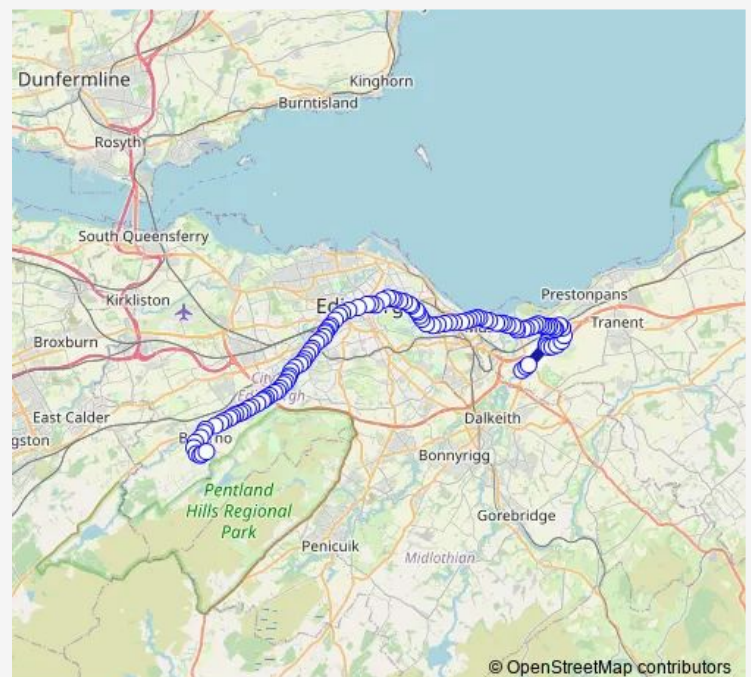 Dunfermline
Kinghorn
Burntisland
Rosyth
South Queensferry
Kirkliston
Prestonpans
Tranent
Broxburn
East Calder
Dalkeith
Bonnyrigg
Pentland
Hills Regional
Park
Gorebridge
Penicuik
Midlothian
© OpenStreetMap contributors